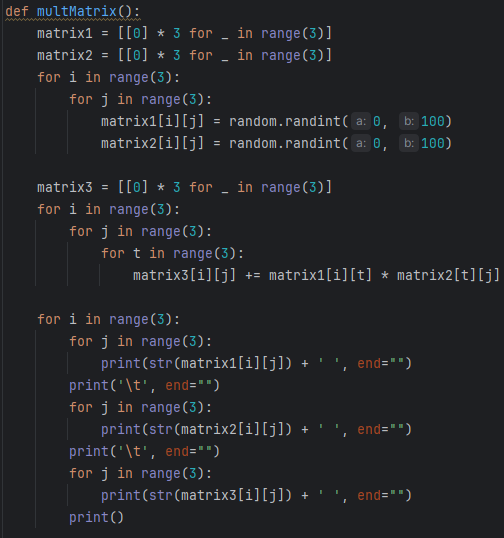 def multMatrix():
    matrix1 = [[0] * 3 for _ in range(3)]
    matrix2 = [[0] * 3 for _ in range(3)]
    for i in range(3):
        for j in range(3):
            matrix1[i][j] = random.randint(a: 0, b: 100)
            matrix2[i][j] = random.randint(a: 0, b: 100)

    matrix3 = [[0] * 3 for _ in range(3)]
    for i in range(3):
        for j in range(3):
            for t in range(3):
                matrix3[i][j] += matrix1[i][t] * matrix2[t][j]

    for i in range(3):
        for j in range(3):
            print(str(matrix1[i][j]) + ' ', end="")
        print('\t', end="")
        for j in range(3):
            print(str(matrix2[i][j]) + ' ', end="")
        print('\t', end="")
        for j in range(3):
            print(str(matrix3[i][j]) + ' ', end="")
        print()